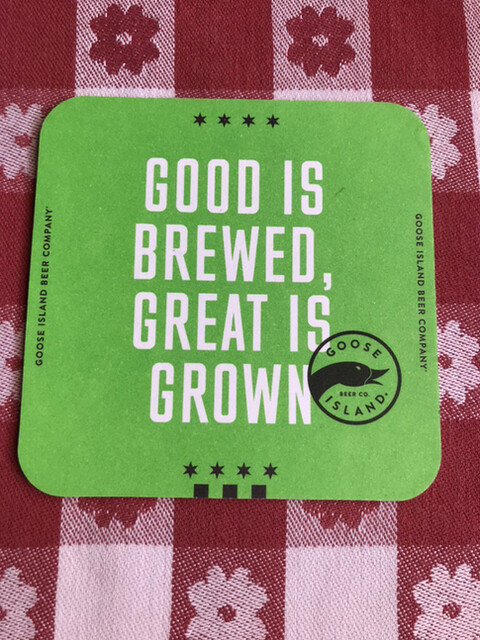 GOOD IS
BREWED,
GREAT IS
GROWN
GOOSE ISLAND BEER COMPANY
GOOSE ISLAND BEER COMPANY
GOOSE
BEER CO.
ISLAND